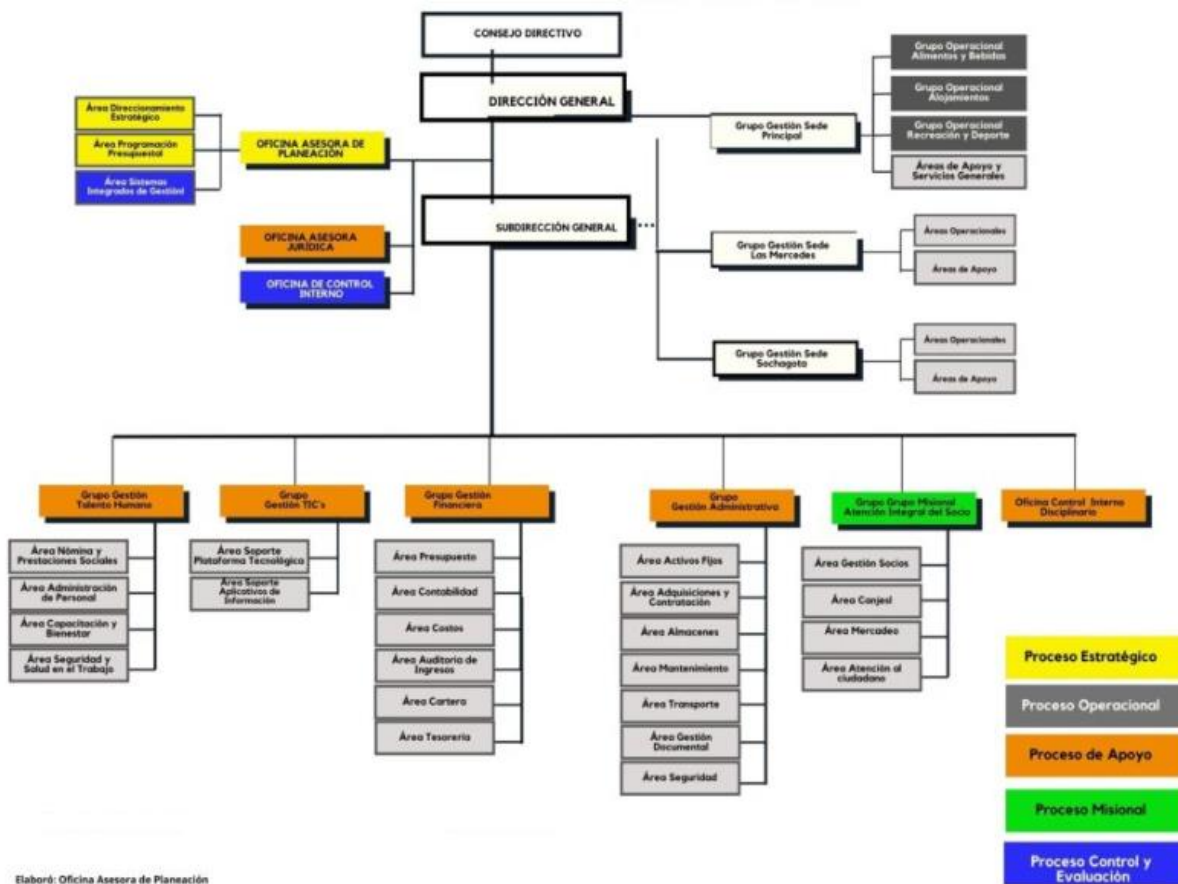 CONSEJO DIRECTIVO
DIRECCIÓN GENERAL
Grupo Operacional
Alimentos y Bebidas
Grupo Operacional
Alojamientos
Grupo Operacional
Recreación y Deporte
Áreas de Apoyo y
Servicios Generales
Grupo Gestión Sede
Principal
Área Direccionamiento
Estratégico
Área Programación
Presupuestal
Área Sistemas
Integrados de Gestiónl
OFICINA ASESORA DE
PLANEACIÓN
OFICINA ASESORA
JURÍDICA
OFICINA DE CONTROL
INTERNO
SUBDIRECCIÓN GENERAL
Grupo Gestión Sede
Las Mercedes
Áreas Operacionales
Áreas de Apoyo
Grupo Gestión Sede
Sochagota
Áreas Operacionales
Áreas de Apoyo
Grupo Gestión
Talento Humano
Área Nómina y
Prestaciones Sociales
Área Administración
de Personal
Área Capacitación y
Bienestar
Área Seguridad y
Salud en el Trabajo
Grupo
Gestión TIC's
Área Soporte
Plataforma Tecnológica
Área Soporte
Aplicativos de
Información
Grupo Gestión
Financiera
Área Presupuesto
Área Contabilidad
Área Costos
Área Auditoria de
Ingresos
Área Cartera
Área Tesorería
Grupo
Gestión Administrativa
Área Activos Fijos
Área Adquisiciones y
Contratación
Área Almacenes
Área Mantenimiento
Área Transporte
Área Gestión
Documental
Área Seguridad
Grupo Grupo Misional
Atención Integral del Socio
Área Gestión Socios
Área Canjesl
Área Mercadeo
Área Atención al
ciudadano
Oficina Control Interno
Disciplinario
Proceso Estratégico
Proceso Operacional
Proceso de Apoyo
Proceso Misional
Proceso Control y
Evaluación
Elaboró: Oficina Asesora de Planeación